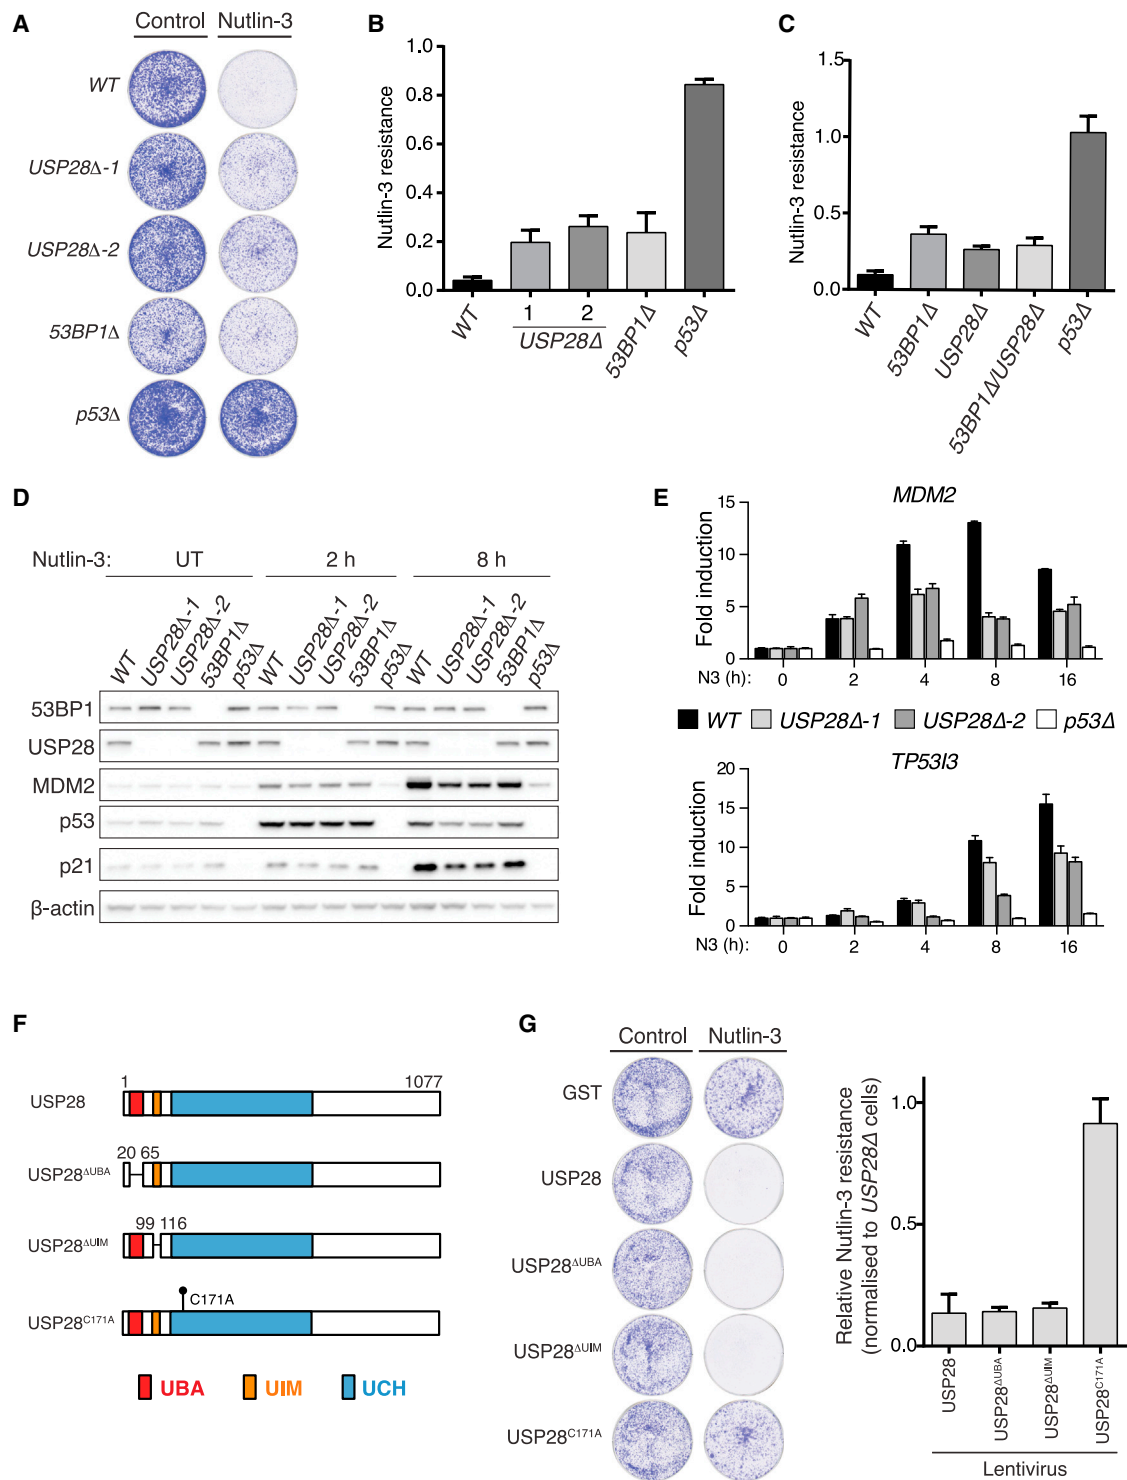 A
Control Nutlin-3
WT
USP28Δ-1
USP28Δ-2
53BP1Δ
p53Δ
B
Nutlin-3 resistance
1.0
0.8
0.6
0.4
0.2
0.0
WT
1 2
USP28Δ
53BP1Δ
p53Δ
C
Nutlin-3 resistance
1.5
1.0
0.5
0.0
WT
53BP1Δ
USP28Δ
53BP1Δ/USP28Δ
p53Δ
D
Nutlin-3: UT 2 h 8 h
WT USP28Δ-1 USP28Δ-2 53BP1Δ p53Δ WT USP28Δ-1 USP28Δ-2 53BP1Δ p53Δ WT USP28Δ-1 USP28Δ-2 53BP1Δ p53Δ
53BP1
USP28
MDM2
p53
p21
β-actin
E
MDM2
Fold induction
15
10
5
0
N3 (h): 0 2 4 8 16
WT USP28Δ-1 USP28Δ-2 p53Δ
TP53I3
Fold induction
20
15
10
5
0
N3 (h): 0 2 4 8 16
F
1 1077
USP28
20 65
USP28ΔUBA
99 116
USP28ΔUIM
C171A
USP28C171A
UBA UIM UCH
G
Control Nutlin-3
GST
USP28
USP28ΔUBA
USP28ΔUIM
USP28C171A
Relative Nutlin-3 resistance
(normalised to USP28Δ cells)
1.0
0.5
0.0
USP28
USP28ΔUBA
USP28ΔUIM
USP28C171A
Lentivirus